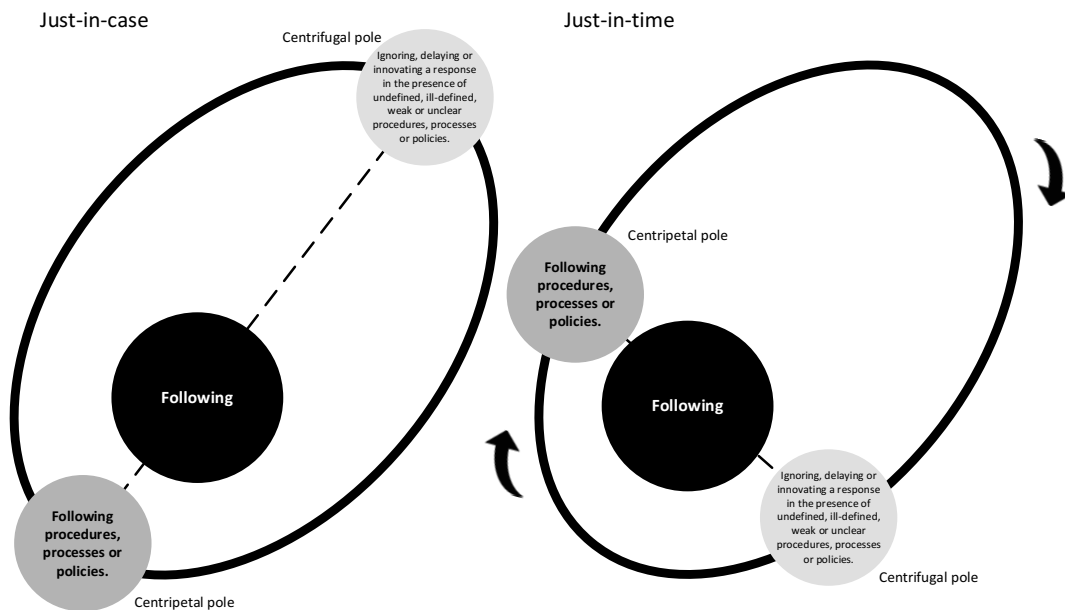 Just-in-case
Centrifugal pole
Ignoring, delaying or
innovating a response
in the presence of
undefined, ill-defined,
weak or unclear
procedures, processes
or policies.
Following
Following
procedures,
processes or
policies.
Centripetal pole
Just-in-time
Centripetal pole
Following
procedures,
processes or
policies.
Following
Ignoring, delaying or
innovating a response
in the presence of
undefined, ill-defined,
weak or unclear
procedures, processes
or policies.
Centrifugal pole